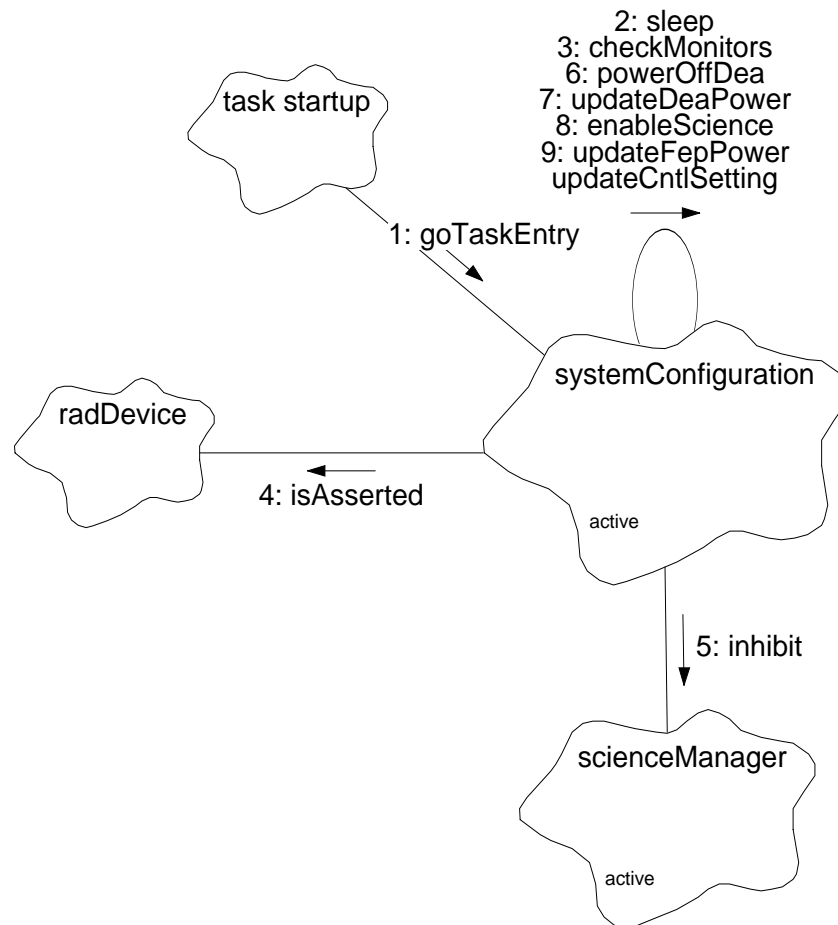 2: sleep
3: checkMonitors
6: powerOffDea
7: updateDeaPower
8: enableScience
9: updateFepPower
updateCntlSetting
task startup
1: goTaskEntry
systemConfiguration
radDevice
4: isAsserted
active
5: inhibit
scienceManager
active